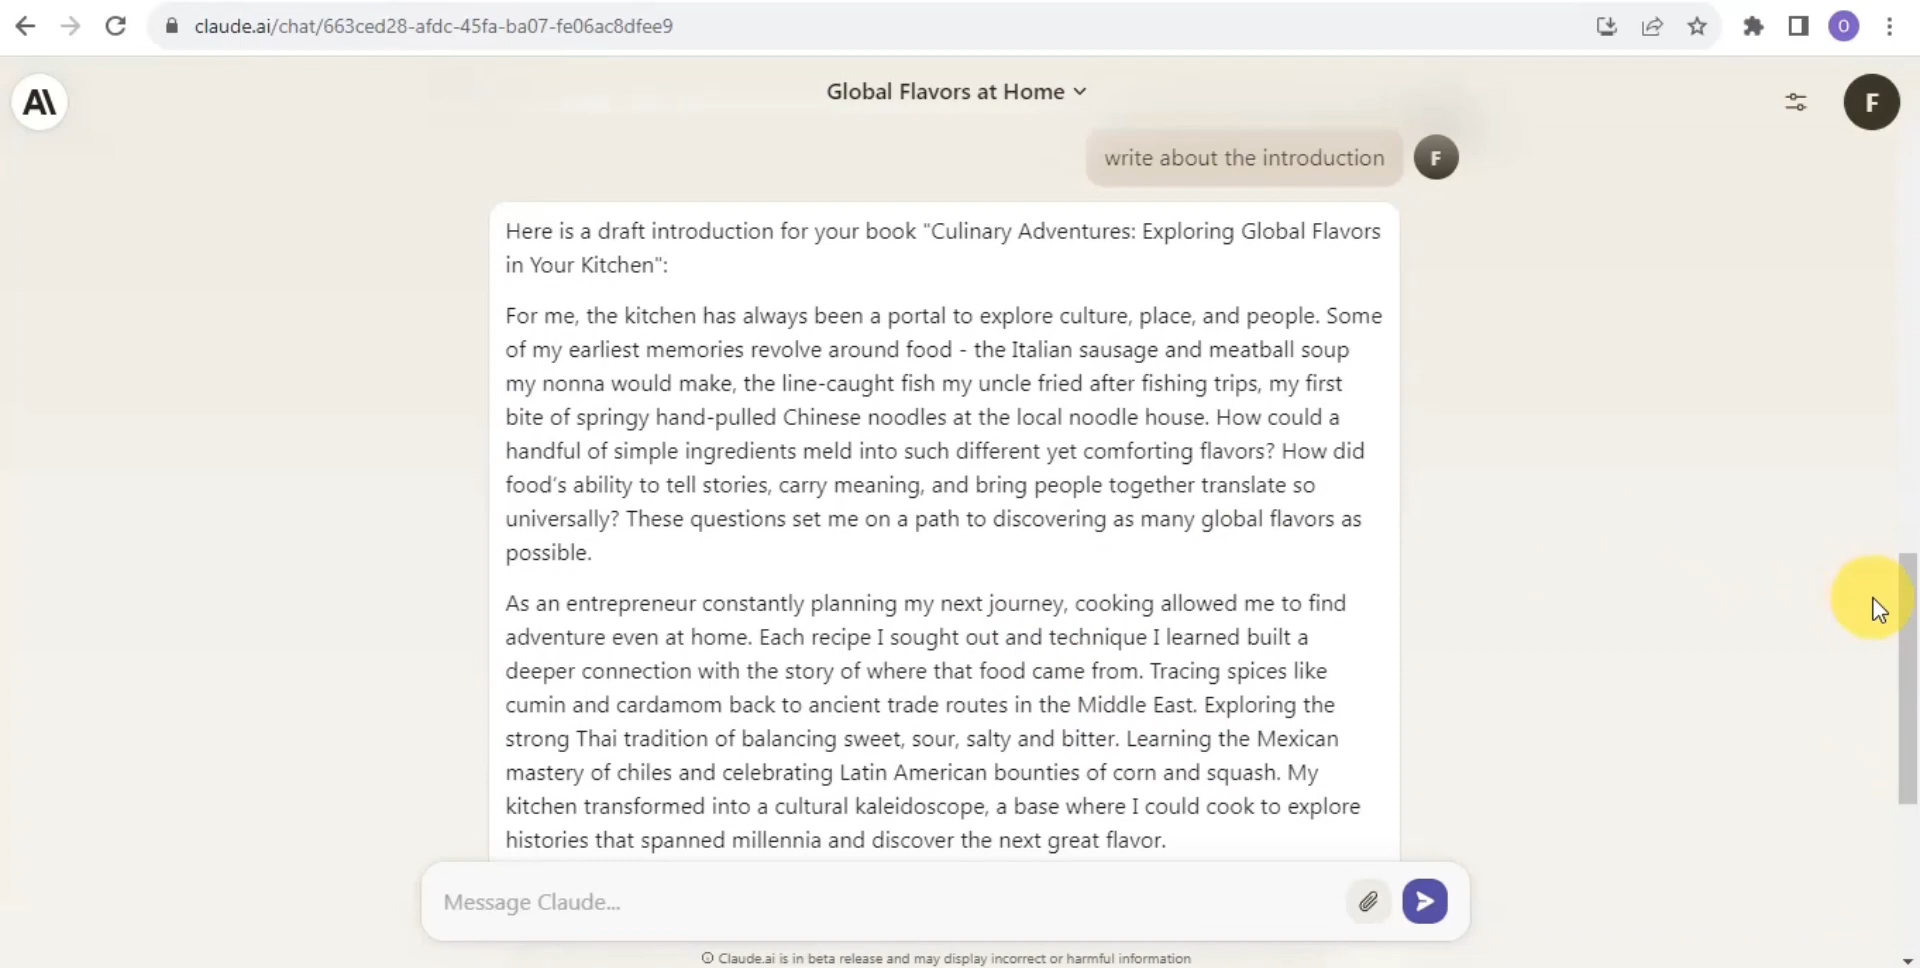 claude.ai/chat/663ced28-afdc-45fa-ba07-fe06ac8dfee9
O
A\
Global Flavors at Home
F
write about the introduction
F
Here is a draft introduction for your book "Culinary Adventures: Exploring Global Flavors
in Your Kitchen":
For me, the kitchen has always been a portal to explore culture, place, and people. Some
of my earliest memories revolve around food - the Italian sausage and meatball soup
my nonna would make, the line-caught fish my uncle fried after fishing trips, my first
bite of springy hand-pulled Chinese noodles at the local noodle house. How could a
handful of simple ingredients meld into such different yet comforting flavors? How did
food's ability to tell stories, carry meaning, and bring people together translate so
universally? These questions set me on a path to discovering as many global flavors as
possible.
As an entrepreneur constantly planning my next journey, cooking allowed me to find
adventure even at home. Each recipe I sought out and technique I learned built a
deeper connection with the story of where that food came from. Tracing spices like
cumin and cardamom back to ancient trade routes in the Middle East. Exploring the
strong Thai tradition of balancing sweet, sour, salty and bitter. Learning the Mexican
mastery of chiles and celebrating Latin American bounties of corn and squash. My
kitchen transformed into a cultural kaleidoscope, a base where I could cook to explore
histories that spanned millennia and discover the next great flavor.
Message Claude...
Claude.ai is in beta release and may display incorrect or harmful information